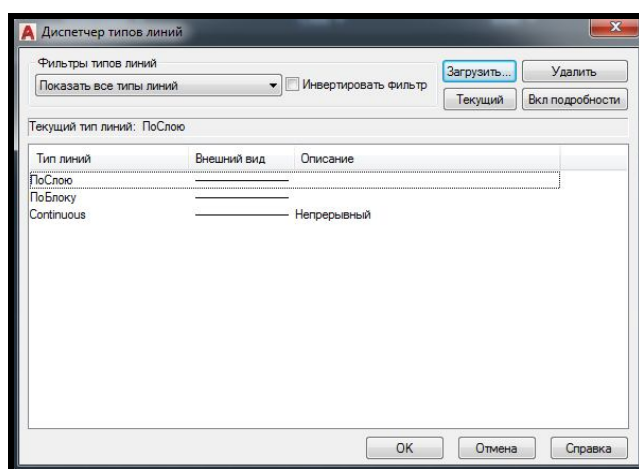 Диспетчер типов линий
Фильтры типов линий
Показать все типы линий
Инвертировать фильтр
Загрузить...
Удалить
Текущий
Вкл подробности
Текущий тип линий: ПоСлою
Тип линий Внешний вид Описание
ПоСлою
ПоБлоку
Continuous Непрерывный
OK Отмена Справка